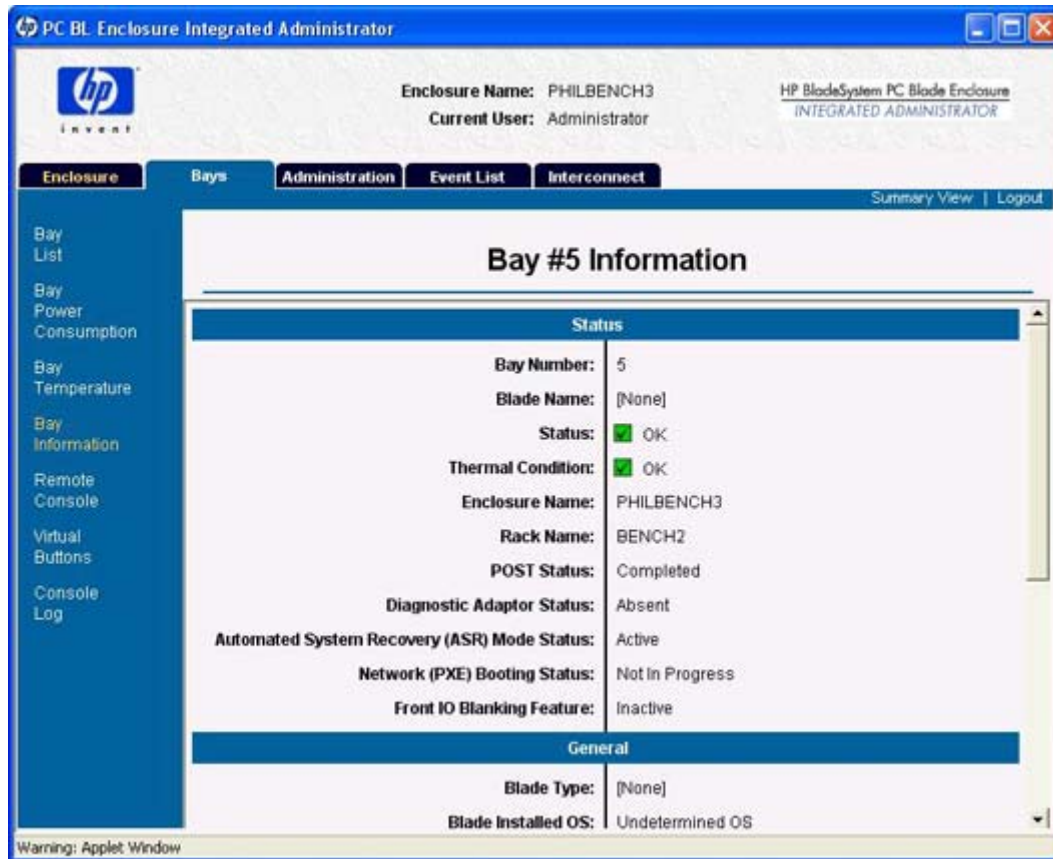 PC BL Enclosure Integrated Administrator
hp
invent
Enclosure Name: PHILBENCH3
Current User: Administrator
HP BladeSystem PC Blade Enclosure
INTEGRATED ADMINISTRATOR
Enclosure Bays Administration Event List Interconnect
Summary View | Logout
Bay
List
Bay
Power
Consumption
Bay
Temperature
Bay
Information
Remote
Console
Virtual
Buttons
Console
Log
Bay #5 Information
Status
Bay Number: 5
Blade Name: [None]
Status: OK
Thermal Condition: OK
Enclosure Name: PHILBENCH3
Rack Name: BENCH2
POST Status: Completed
Diagnostic Adaptor Status: Absent
Automated System Recovery (ASR) Mode Status: Active
Network (PXE) Booting Status: Not In Progress
Front IO Blanking Feature: Inactive
General
Blade Type: [None]
Blade Installed OS: Undetermined OS
Warning: Applet Window